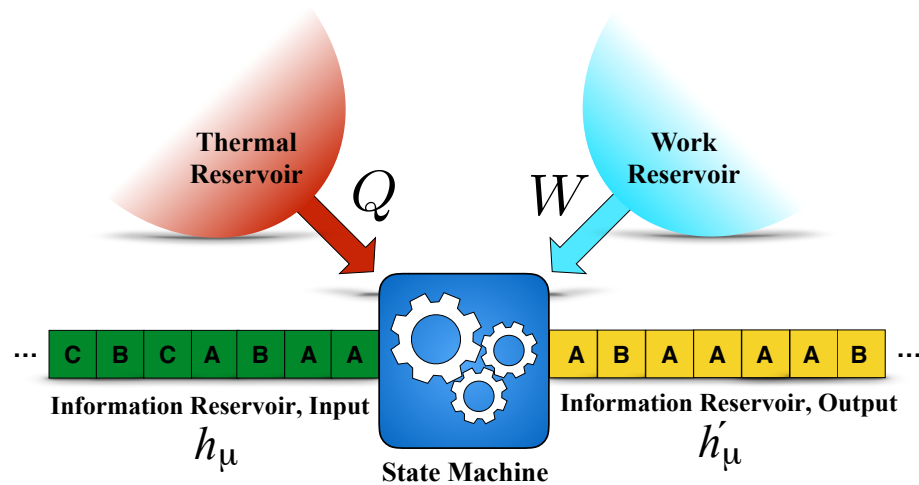 Thermal
Reservoir
Work
Reservoir
Q
W
... C B C A B A A
A B A A A A B ...
Information Reservoir, Input
Information Reservoir, Output
hμ
h′μ
State Machine